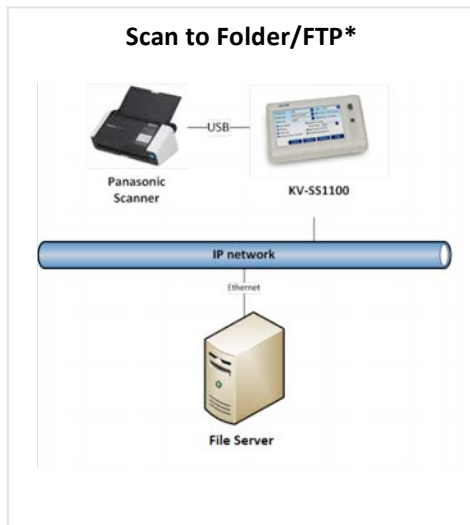 Scan to Folder/FTP*
USB
Panasonic
Scanner
KV-SS1100
IP network
Ethernet
File Server